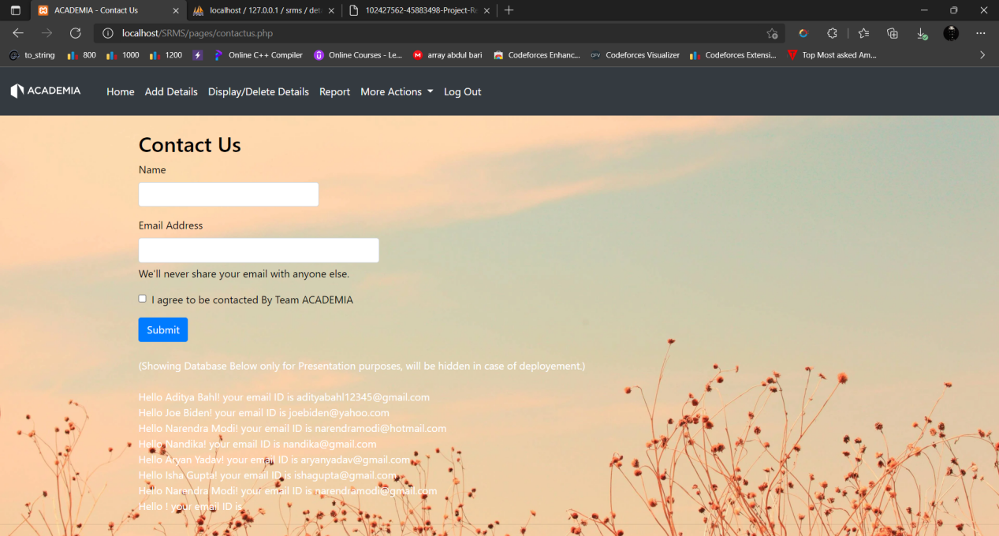 ACADEMIA - Contact Us
localhost / 127.0.0.1 / srms / deta
102427562-45883498-Project-Re
localhost/SRMS/pages/contactus.php
to_string
800
1000
1200
Online C++ Compiler
Online Courses - Le...
array abdul bari
Codeforces Enhanc...
Codeforces Visualizer
Codeforces Extensi...
Top Most asked Am...
ACADEMIA
Home
Add Details
Display/Delete Details
Report
More Actions
Log Out
Contact Us
Name
Email Address
We'll never share your email with anyone else.
I agree to be contacted By Team ACADEMIA
Submit
(Showing Database Below only for Presentation purposes, will be hidden in case of deployement.)
Hello Aditya Bahl! your email ID is adityabahl12345@gmail.com
Hello Joe Biden! your email ID is joebiden@yahoo.com
Hello Narendra Modi! your email ID is narendramodi@hotmail.com
Hello Nandika! your email ID is nandika@gmail.com
Hello Aryan Yadav! your email ID is aryanyadav@gmail.com
Hello Isha Gupta! your email ID is ishagupta@gmail.com
Hello Narendra Modi! your email ID is narendramodi@gmail.com
Hello ! your email ID is